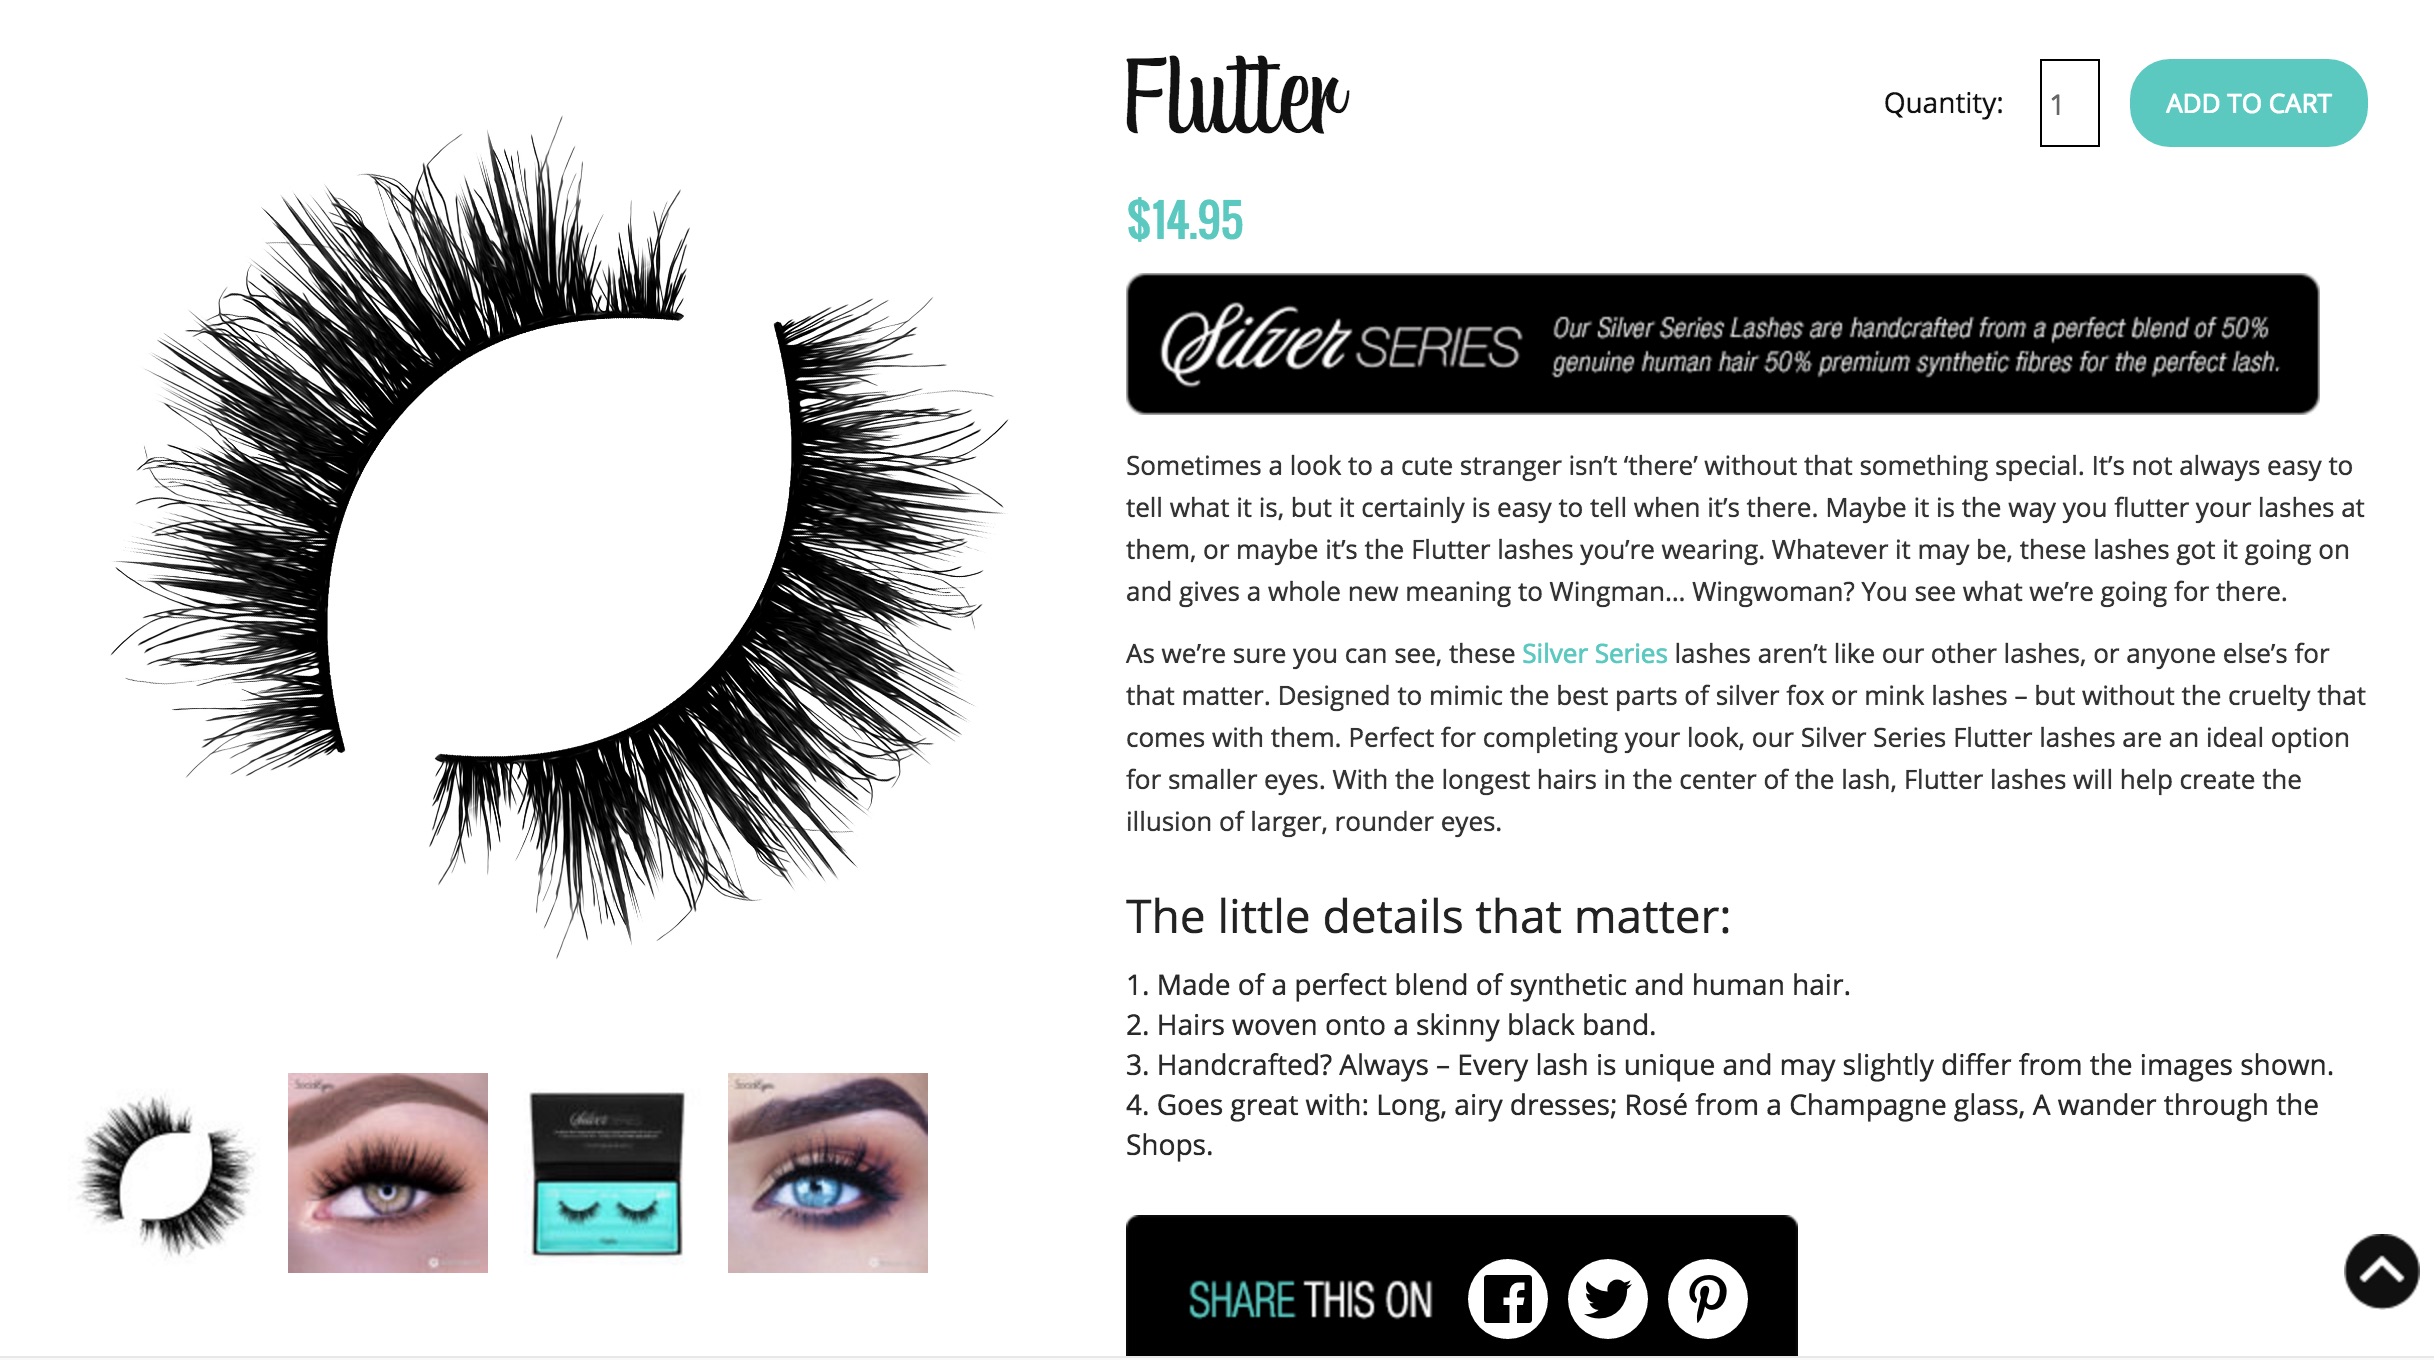 Flutter
Quantity:
1
ADD TO CART
$14.95
Silver SERIES
Our Silver Series Lashes are handcrafted from a perfect blend of 50%
genuine human hair 50% premium synthetic fibres for the perfect lash.
Sometimes a look to a cute stranger isn’t ‘there’ without that something special. It’s not always easy to
tell what it is, but it certainly is easy to tell when it’s there. Maybe it is the way you flutter your lashes at
them, or maybe it’s the Flutter lashes you’re wearing. Whatever it may be, these lashes got it going on
and gives a whole new meaning to Wingman… Wingwoman? You see what we’re going for there.
As we’re sure you can see, these Silver Series lashes aren’t like our other lashes, or anyone else’s for
that matter. Designed to mimic the best parts of silver fox or mink lashes – but without the cruelty that
comes with them. Perfect for completing your look, our Silver Series Flutter lashes are an ideal option
for smaller eyes. With the longest hairs in the center of the lash, Flutter lashes will help create the
illusion of larger, rounder eyes.
The little details that matter:
1. Made of a perfect blend of synthetic and human hair.
2. Hairs woven onto a skinny black band.
3. Handcrafted? Always – Every lash is unique and may slightly differ from the images shown.
4. Goes great with: Long, airy dresses; Rosé from a Champagne glass, A wander through the
Shops.
SocialEyes
Silver SERIES
SocialEyes
SHARE THIS ON